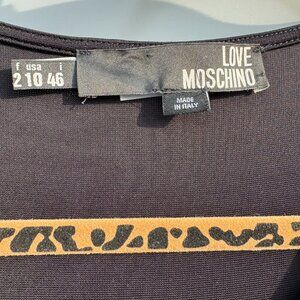 f usa i
2 10 46
LOVE
MOSCHINO
MADE
IN ITALY